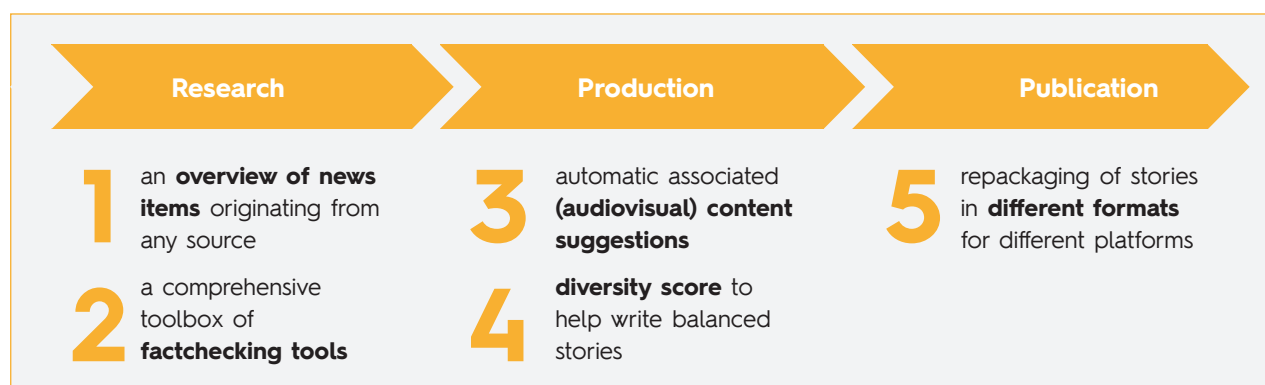 Research
Production
Publication
1
an overview of news
items originating from
any source
2
a comprehensive
toolbox of
factchecking tools
3
automatic associated
(audiovisual) content
suggestions
4
diversity score to
help write balanced
stories
5
repackaging of stories
in different formats
for different platforms